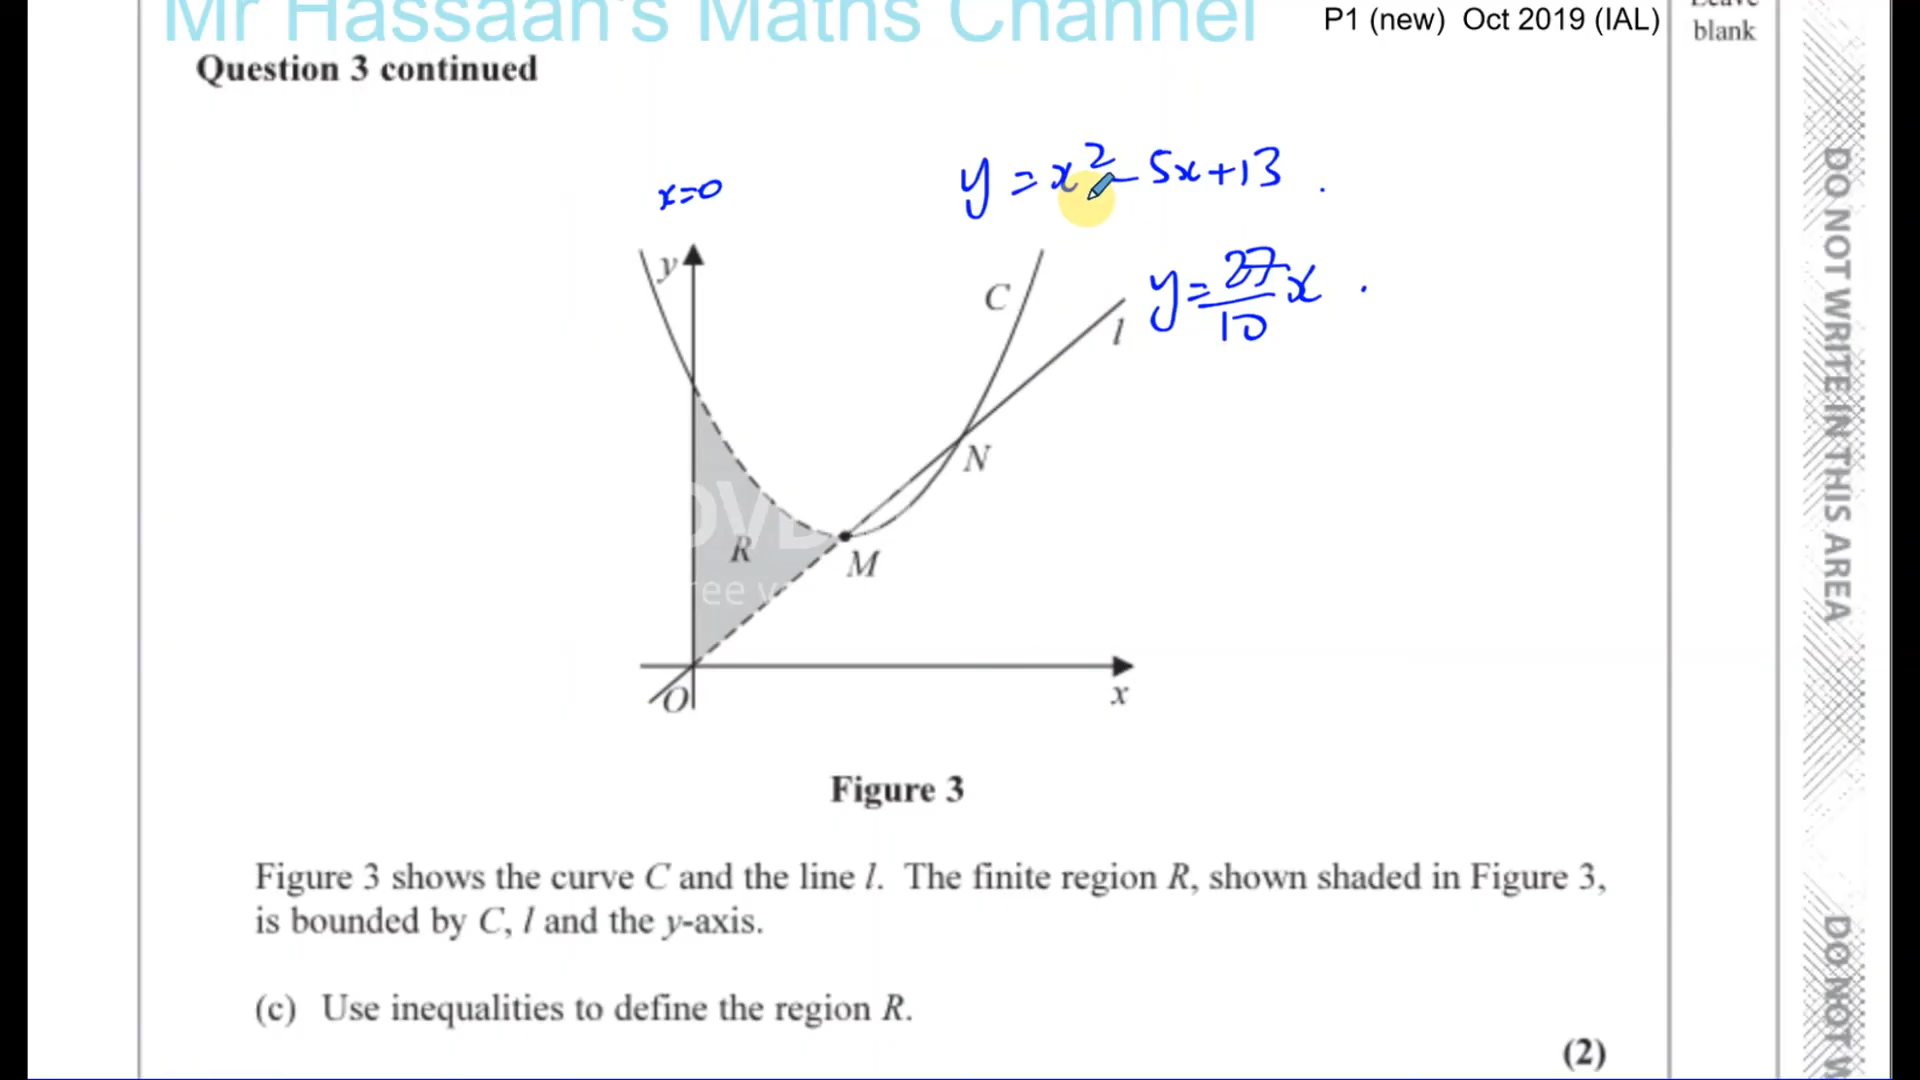 Mr Hassaan's Maths Channel
P1 (new) Oct 2019 (IAL)
Leave
blank
Question 3 continued
y = x² - 5x + 13
x = 0
y
C
y = 27/10 x
l
N
R
M
O
x
Figure 3
Figure 3 shows the curve C and the line l. The finite region R, shown shaded in Figure 3,
is bounded by C, l and the y-axis.
(c) Use inequalities to define the region R.
(2)
DO NOT WRITE IN THIS AREA
DO NOT W